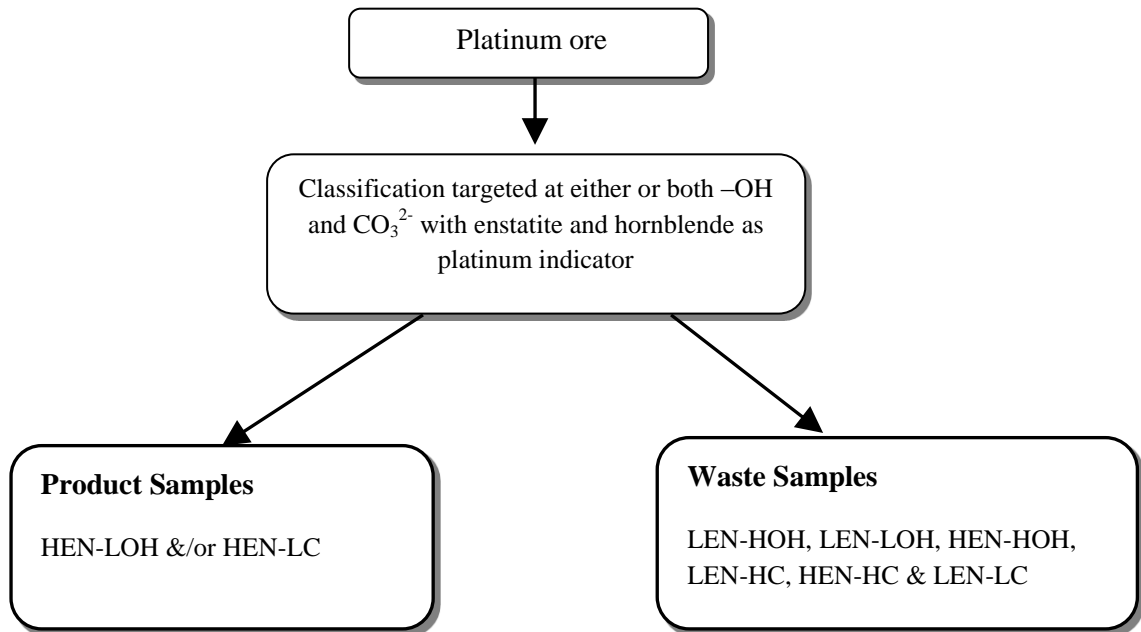 Platinum ore
Classification targeted at either or both –OH
and CO₃²⁻ with enstatite and hornblende as
platinum indicator
Product Samples
HEN-LOH &/or HEN-LC
Waste Samples
LEN-HOH, LEN-LOH, HEN-HOH,
LEN-HC, HEN-HC & LEN-LC